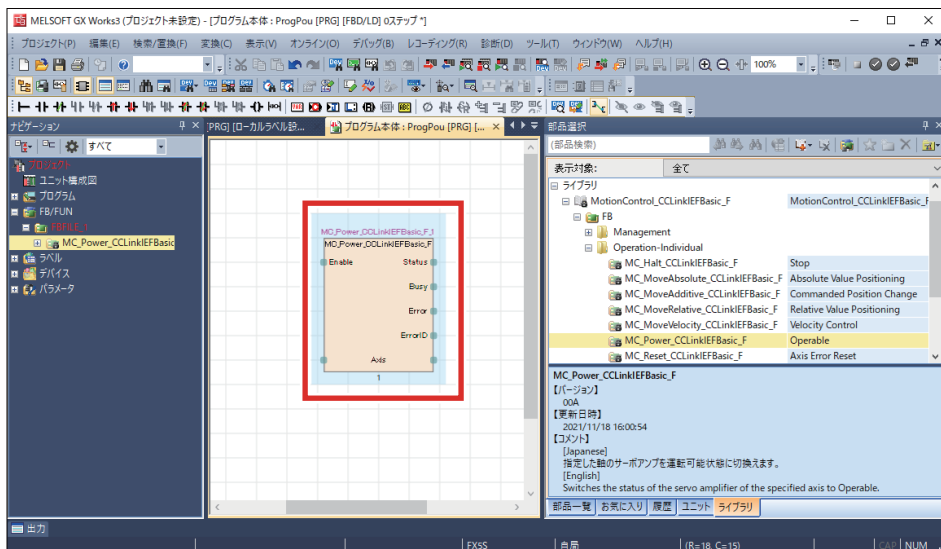 MELSOFT GX Works3 (プロジェクト未設定) - [プログラム本体 : ProgPou [PRG] [FBD/LD] 0ステップ *]
プロジェクト(P) 編集(E) 検索/置換(F) 変換(C) 表示(V) オンライン(O) デバッグ(B) レコーディング(R) 診断(D) ツール(T) ウィンドウ(W) ヘルプ(H)
100%
ナビゲーション
すべて
プロジェクト
ユニット構成図
プログラム
FB/FUN
FBFILE_1
MC_Power_CCLinkIEFBasic
ラベル
デバイス
パラメータ
[PRG] [ローカルラベル設...
プログラム本体 : ProgPou [PRG] [...
MC_Power_CCLinkIEFBasic_F_1
MC_Power_CCLinkIEFBasic_F
Enable Status
Busy
Error
ErrorID
Axis
1
部品選択
(部品検索)
表示対象: 全て
ライブラリ
MotionControl_CCLinkIEFBasic_F MotionControl_CCLinkIEFBasic_F
FB
Management
Operation-Individual
MC_Halt_CCLinkIEFBasic_F Stop
MC_MoveAbsolute_CCLinkIEFBasic_F Absolute Value Positioning
MC_MoveAdditive_CCLinkIEFBasic_F Commanded Position Change
MC_MoveRelative_CCLinkIEFBasic_F Relative Value Positioning
MC_MoveVelocity_CCLinkIEFBasic_F Velocity Control
MC_Power_CCLinkIEFBasic_F Operable
MC_Reset_CCLinkIEFBasic_F Axis Error Reset
MC_Power_CCLinkIEFBasic_F
【バージョン】
00A
【更新日時】
2021/11/18 16:00:54
【コメント】
[Japanese]
指定した軸のサーボアンプを運転可能状態に切換えます。
[English]
Switches the status of the servo amplifier of the specified axis to Operable.
部品一覧 お気に入り 履歴 ユニット ライブラリ
出力
FX5S 自局 (R=18, C=15) CAP NUM